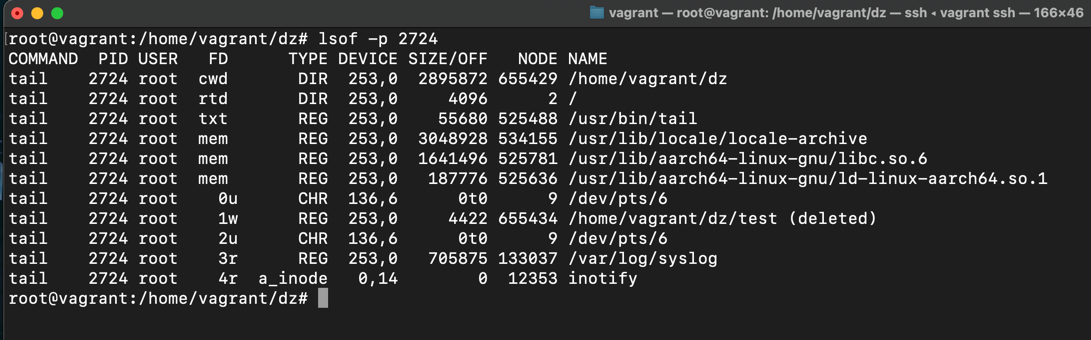 vagrant — root@vagrant: /home/vagrant/dz — ssh ◂ vagrant ssh — 166×46
[root@vagrant:/home/vagrant/dz# lsof -p 2724
COMMAND  PID USER   FD      TYPE DEVICE SIZE/OFF   NODE NAME
tail    2724 root  cwd       DIR  253,0  2895872 655429 /home/vagrant/dz
tail    2724 root  rtd       DIR  253,0     4096      2 /
tail    2724 root  txt       REG  253,0    55680 525488 /usr/bin/tail
tail    2724 root  mem       REG  253,0  3048928 534155 /usr/lib/locale/locale-archive
tail    2724 root  mem       REG  253,0  1641496 525781 /usr/lib/aarch64-linux-gnu/libc.so.6
tail    2724 root  mem       REG  253,0   187776 525636 /usr/lib/aarch64-linux-gnu/ld-linux-aarch64.so.1
tail    2724 root    0u      CHR  136,6      0t0      9 /dev/pts/6
tail    2724 root    1w      REG  253,0     4422 655434 /home/vagrant/dz/test (deleted)
tail    2724 root    2u      CHR  136,6      0t0      9 /dev/pts/6
tail    2724 root    3r      REG  253,0   705875 133037 /var/log/syslog
tail    2724 root    4r  a_inode   0,14        0  12353 inotify
root@vagrant:/home/vagrant/dz#